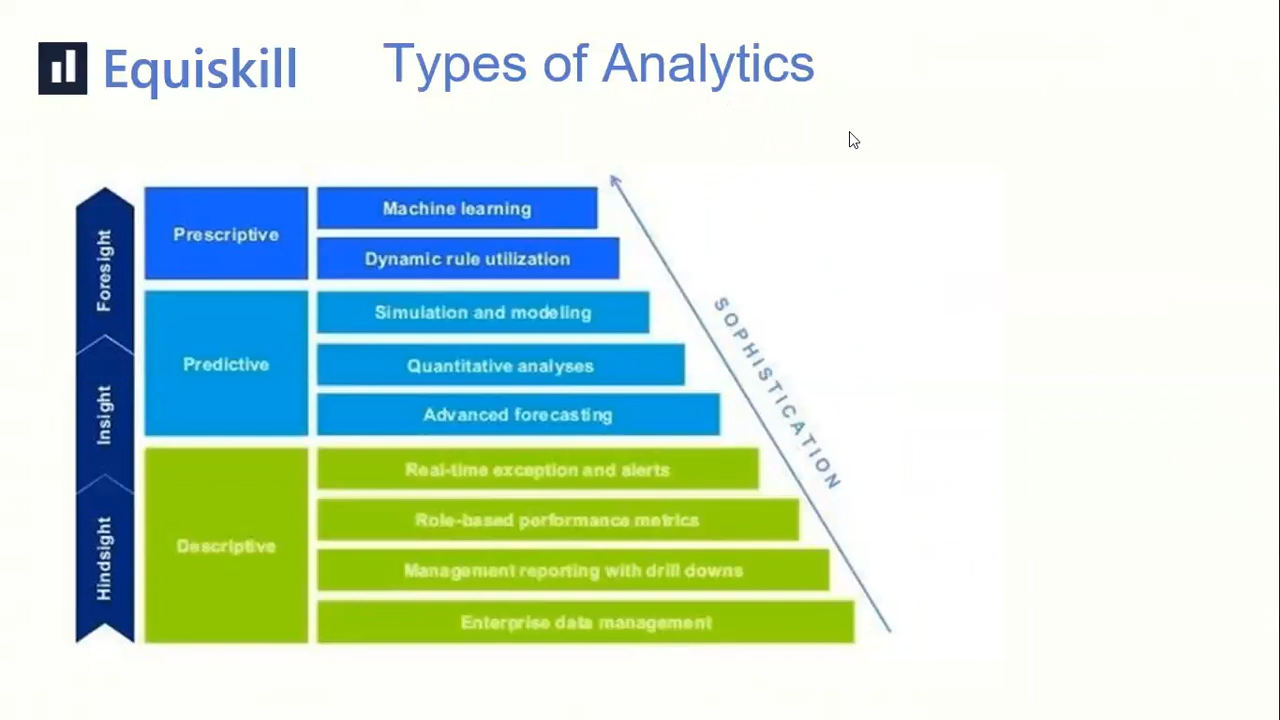 Equiskill
Types of Analytics
Foresight
Insight
Hindsight
Prescriptive
Machine learning
Dynamic rule utilization
Predictive
Simulation and modeling
Quantitative analyses
Advanced forecasting
Descriptive
Real-time exception and alerts
Role-based performance metrics
Management reporting with drill downs
Enterprise data management
SOPHISTICATION